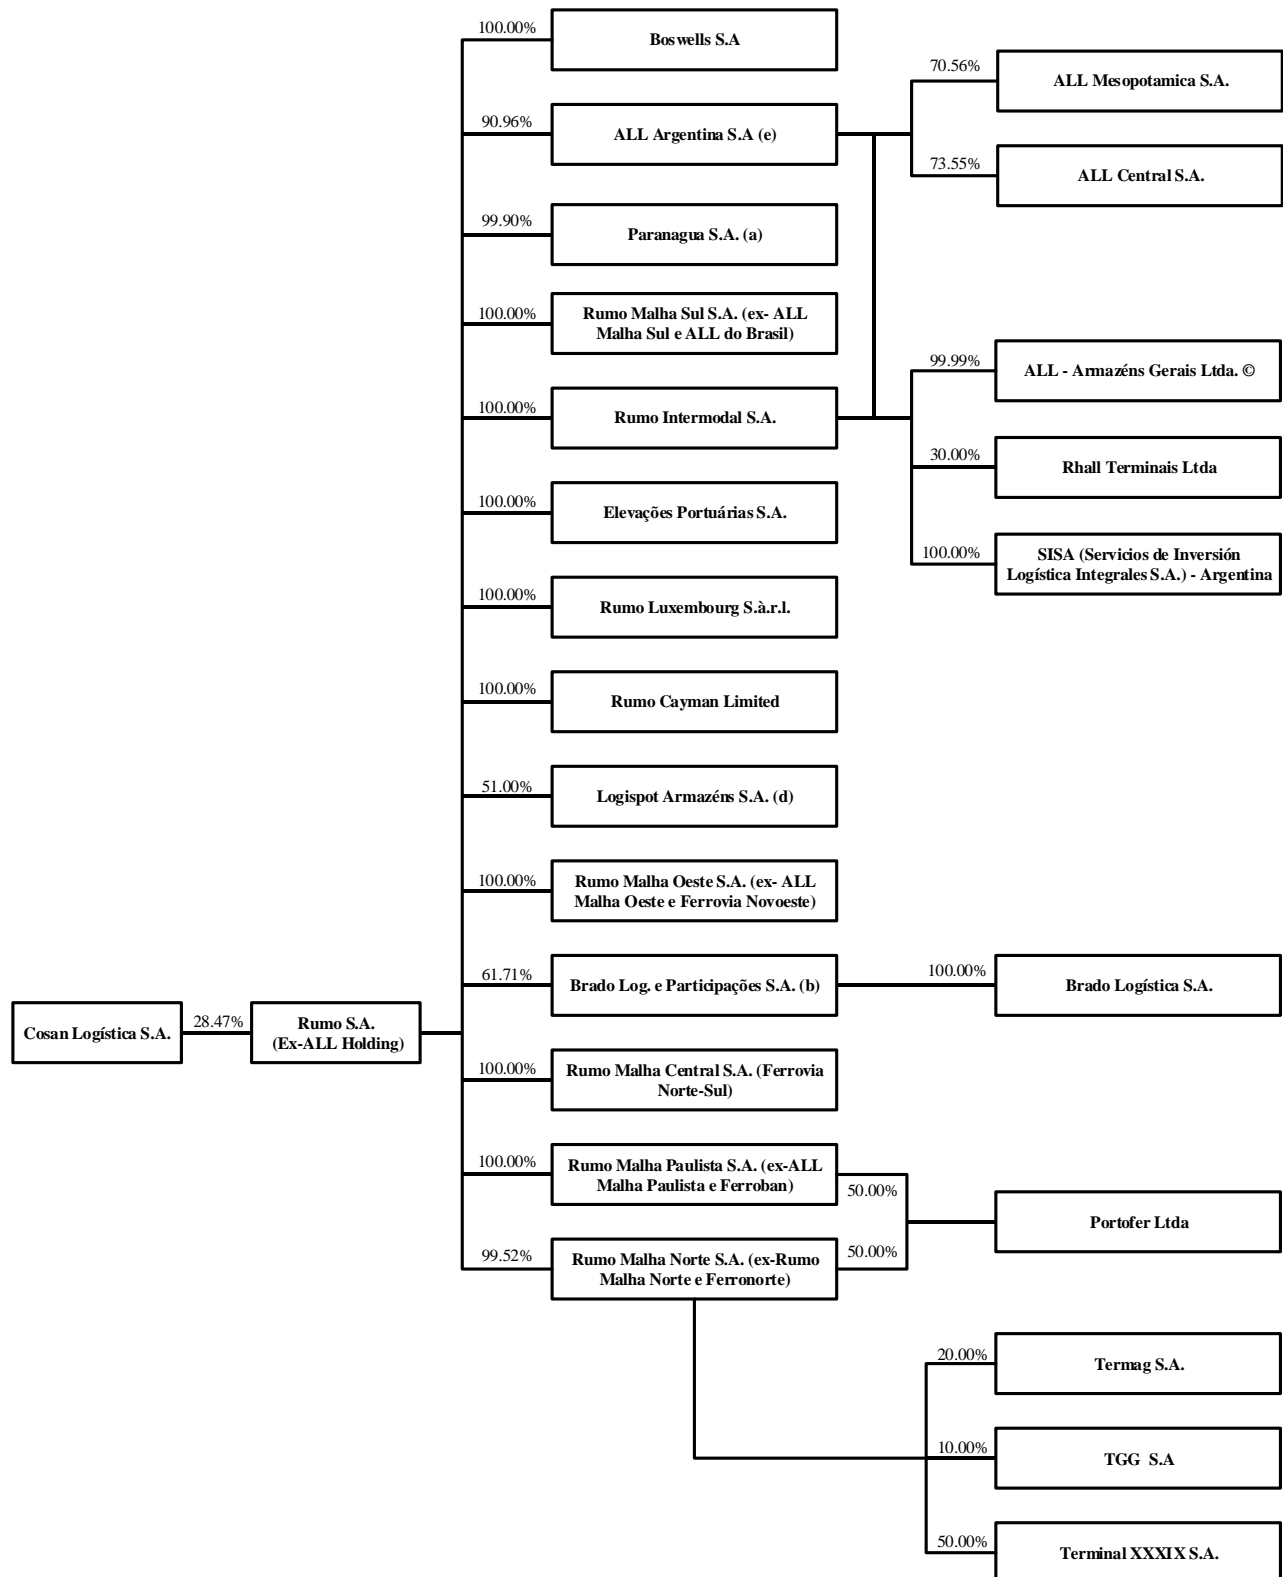 100.00%
Boswells S.A
70.56%
ALL Mesopotamica S.A.
90.96%
ALL Argentina S.A (e)
73.55%
ALL Central S.A.
99.90%
Paranagua S.A. (a)
100.00%
Rumo Malha Sul S.A. (ex- ALL
Malha Sul e ALL do Brasil)
99.99%
ALL - Armazéns Gerais Ltda. ©
100.00%
Rumo Intermodal S.A.
30.00%
Rhall Terminais Ltda
100.00%
Elevações Portuárias S.A.
100.00%
SISA (Servicios de Inversión
Logística Integrales S.A.) - Argentina
100.00%
Rumo Luxembourg S.à.r.l.
100.00%
Rumo Cayman Limited
51.00%
Logispot Armazéns S.A. (d)
100.00%
Rumo Malha Oeste S.A. (ex- ALL
Malha Oeste e Ferrovia Novoeste)
61.71%
Brado Log. e Participações S.A. (b)
100.00%
Brado Logística S.A.
Cosan Logística S.A.
28.47%
Rumo S.A.
(Ex-ALL Holding)
100.00%
Rumo Malha Central S.A. (Ferrovia
Norte-Sul)
100.00%
Rumo Malha Paulista S.A. (ex-ALL
Malha Paulista e Ferroban)
50.00%
Portofer Ltda
99.52%
Rumo Malha Norte S.A. (ex-Rumo
Malha Norte e Ferronorte)
50.00%
20.00%
Termag S.A.
10.00%
TGG S.A
50.00%
Terminal XXXIX S.A.